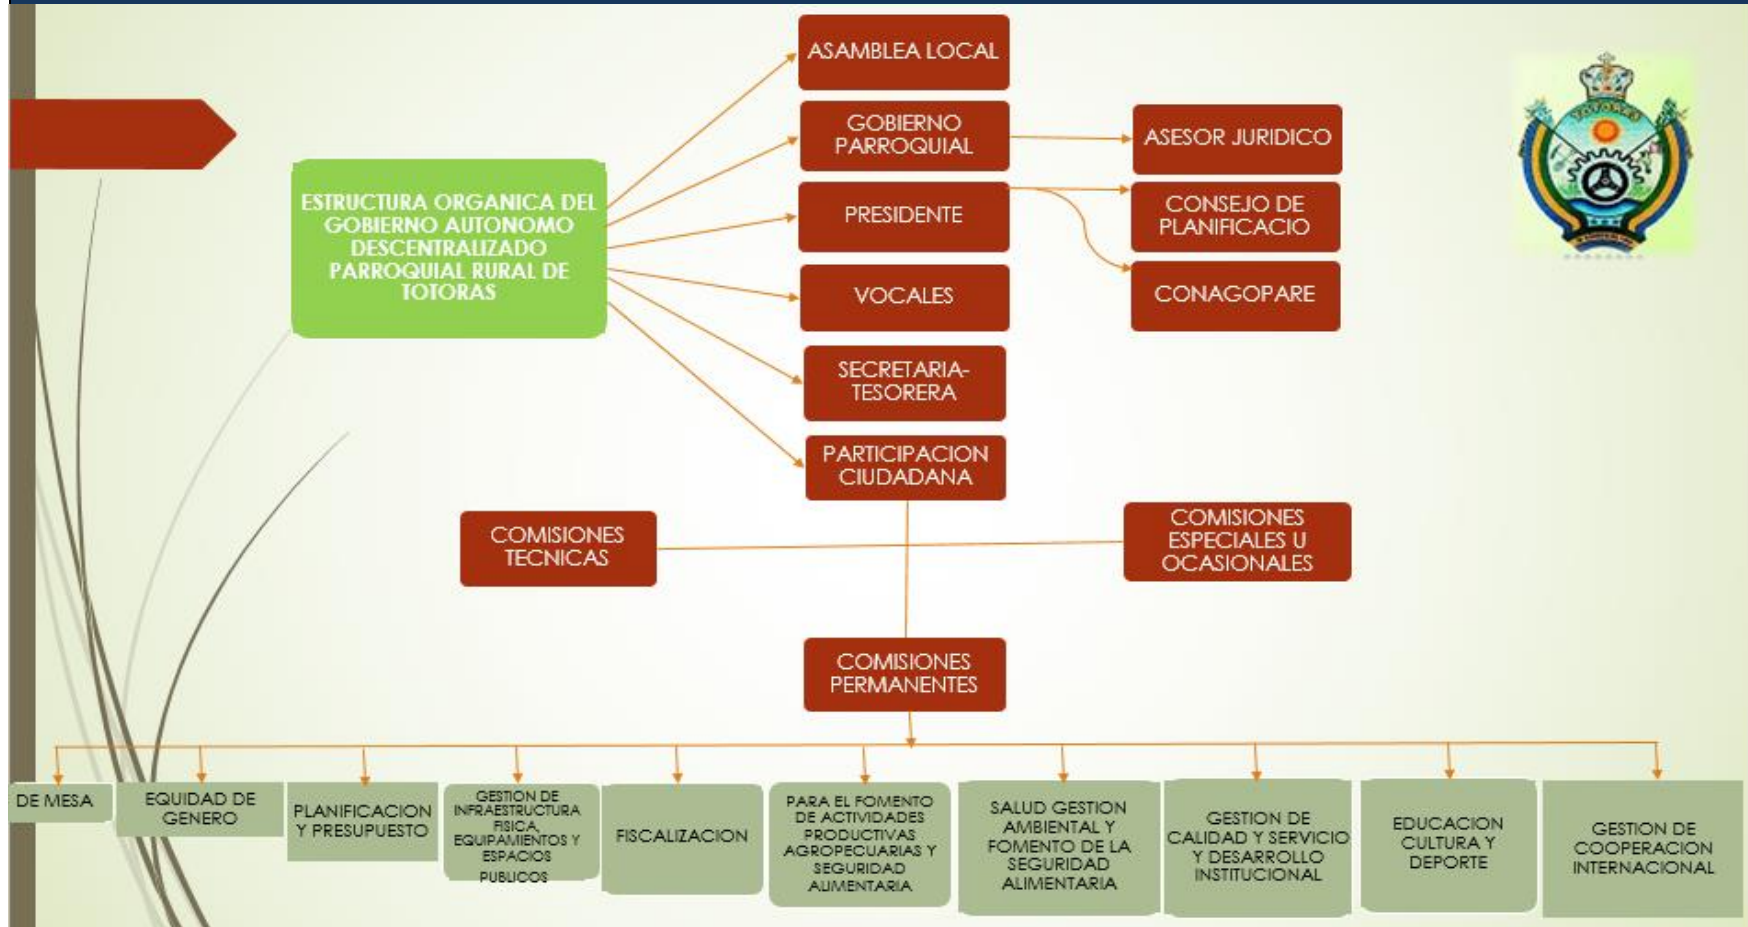 ASAMBLEA LOCAL
GOBIERNO
PARROQUIAL
ASESOR JURIDICO
ESTRUCTURA ORGANICA DEL
GOBIERNO AUTONOMO
DESCENTRALIZADO
PARROQUIAL RURAL DE
TOTORAS
PRESIDENTE
CONSEJO DE
PLANIFICACIO
VOCALES
CONAGOPARE
SECRETARIA-
TESORERA
PARTICIPACION
CIUDADANA
COMISIONES
TECNICAS
COMISIONES
ESPECIALES U
OCASIONALES
COMISIONES
PERMANENTES
DE MESA
EQUIDAD DE
GENERO
PLANIFICACION
Y PRESUPUESTO
GESTION DE
INFRAESTRUCTURA
FISICA,
EQUIPAMIENTOS Y
ESPACIOS
PUBLICOS
FISCALIZACION
PARA EL FOMENTO
DE ACTIVIDADES
PRODUCTIVAS
AGROPECUARIAS Y
SEGURIDAD
ALIMENTARIA
SALUD GESTION
AMBIENTAL Y
FOMENTO DE LA
SEGURIDAD
ALIMENTARIA
GESTION DE
CALIDAD Y SERVICIO
Y DESARROLLO
INSTITUCIONAL
EDUCACION
CULTURA Y
DEPORTE
GESTION DE
COOPERACION
INTERNACIONAL
TOTORAS